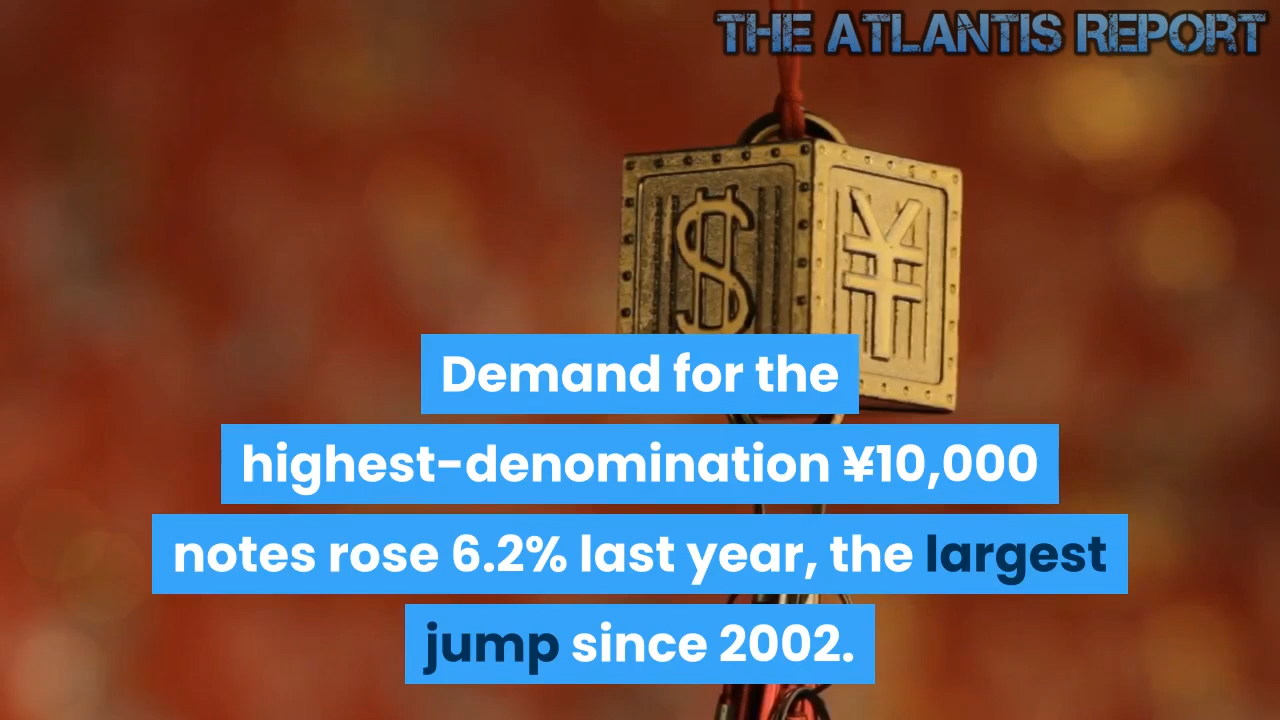 THE ATLANTIS REPORT
$ ¥
Demand for the
highest-denomination ¥10,000
notes rose 6.2% last year, the largest
jump since 2002.